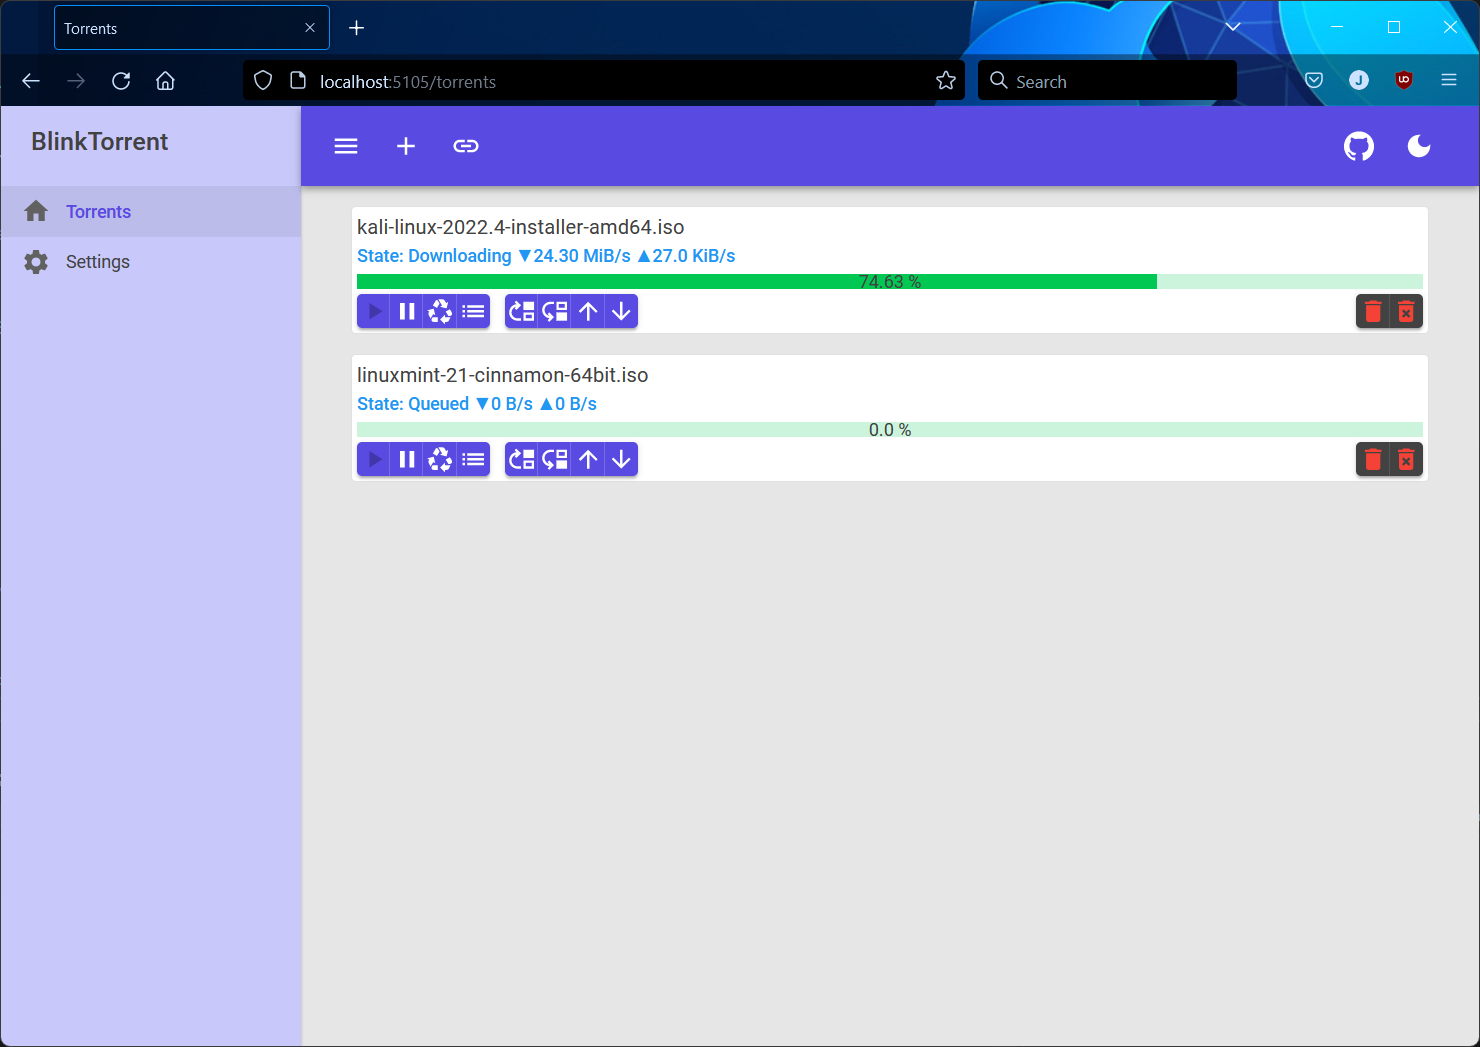 Torrents
localhost:5105/torrents
Search
J
BlinkTorrent
Torrents
Settings
kali-linux-2022.4-installer-amd64.iso
State: Downloading ▼24.30 MiB/s ▲27.0 KiB/s
74.63 %
linuxmint-21-cinnamon-64bit.iso
State: Queued ▼0 B/s ▲0 B/s
0.0 %